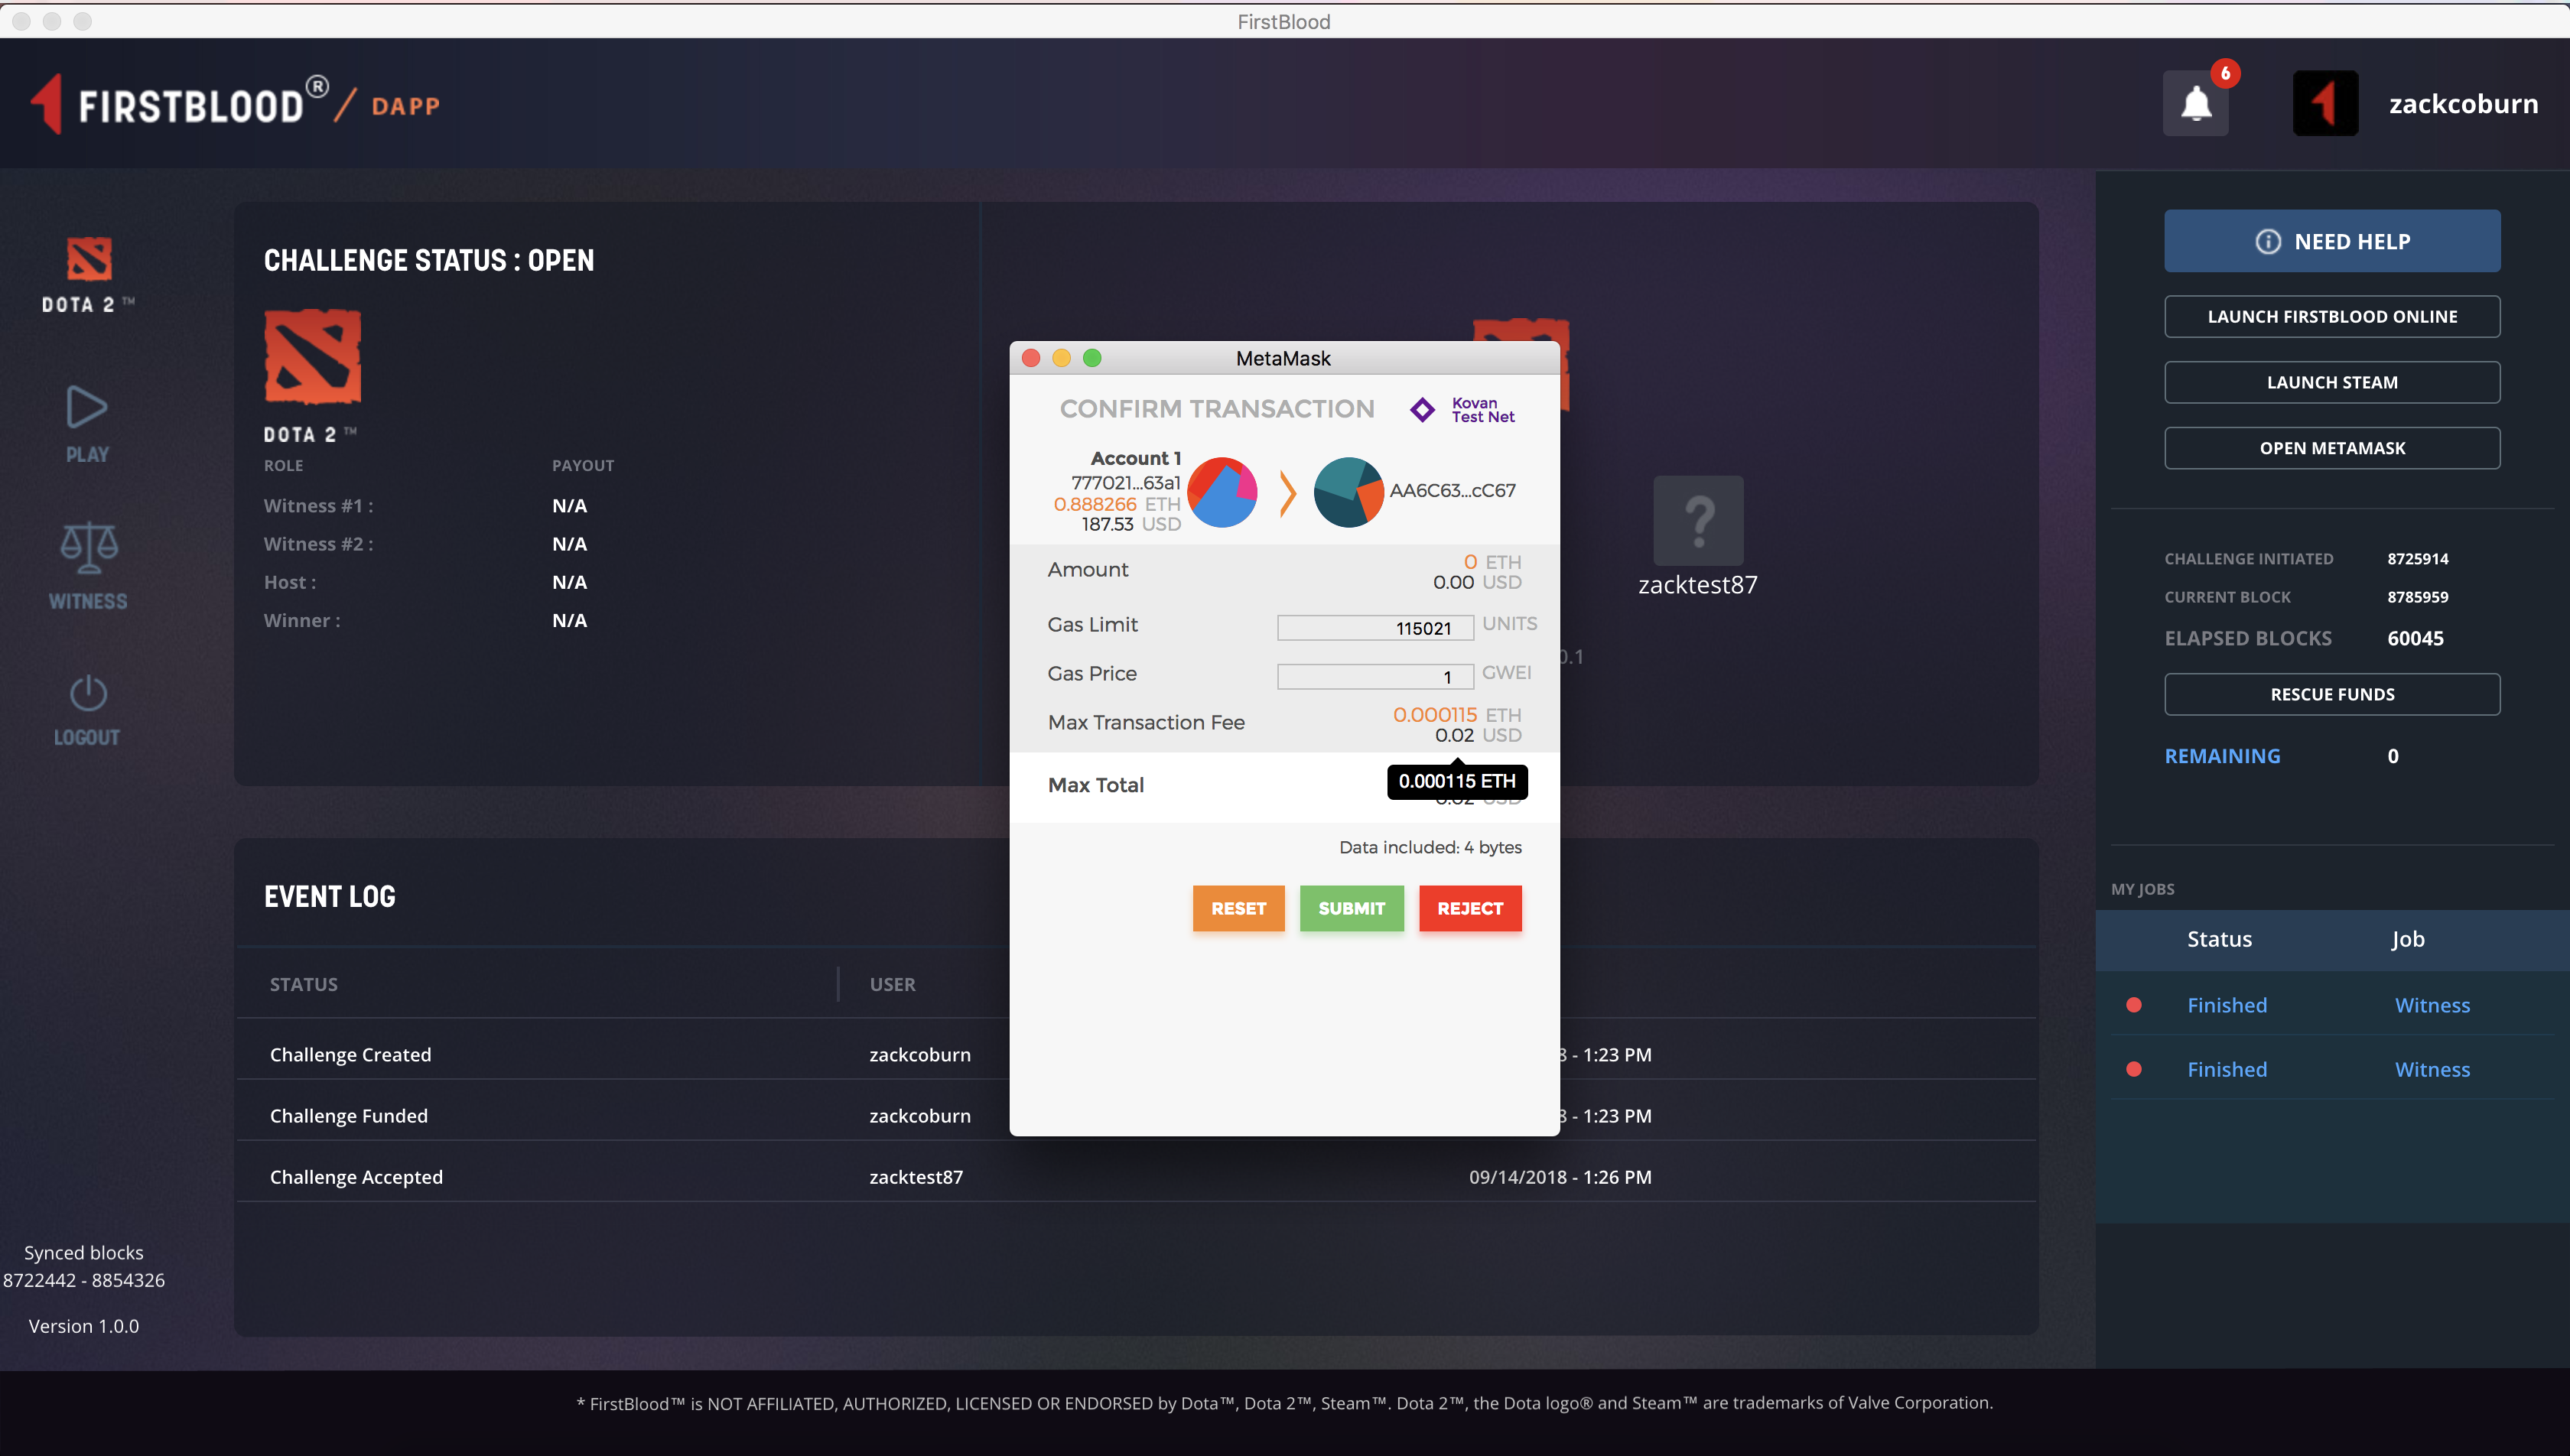 FirstBlood
FIRSTBLOOD® / DAPP
6
zackcoburn
DOTA 2 ™
PLAY
WITNESS
LOGOUT
Synced blocks
8722442 - 8854326
Version 1.0.0
CHALLENGE STATUS : OPEN
DOTA 2 ™
ROLE PAYOUT
Witness #1 : N/A
Witness #2 : N/A
Host : N/A
Winner : N/A
?
zacktest87
0.1
MetaMask
CONFIRM TRANSACTION
Kovan
Test Net
Account 1
777021...63a1
0.888266 ETH
187.53 USD
AA6C63...cC67
Amount 0 ETH
0.00 USD
Gas Limit 115021 UNITS
Gas Price 1 GWEI
Max Transaction Fee 0.000115 ETH
0.02 USD
Max Total 0.000115 ETH
0.02 USD
Data included: 4 bytes
RESET SUBMIT REJECT
EVENT LOG
STATUS USER
Challenge Created zackcoburn 8 - 1:23 PM
Challenge Funded zackcoburn 8 - 1:23 PM
Challenge Accepted zacktest87 09/14/2018 - 1:26 PM
NEED HELP
LAUNCH FIRSTBLOOD ONLINE
LAUNCH STEAM
OPEN METAMASK
CHALLENGE INITIATED 8725914
CURRENT BLOCK 8785959
ELAPSED BLOCKS 60045
RESCUE FUNDS
REMAINING 0
MY JOBS
Status Job
Finished Witness
Finished Witness
* FirstBlood™ is NOT AFFILIATED, AUTHORIZED, LICENSED OR ENDORSED by Dota™, Dota 2™, Steam™. Dota 2™, the Dota logo® and Steam™ are trademarks of Valve Corporation.